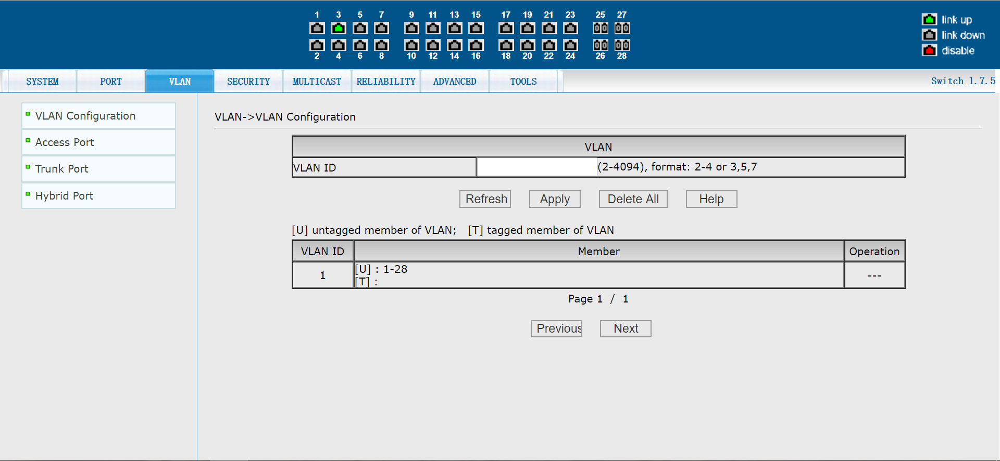 1 3 5 7 9 11 13 15 17 19 21 23 25 27
2 4 6 8 10 12 14 16 18 20 22 24 26 28
link up
link down
disable
SYSTEM PORT VLAN SECURITY MULTICAST RELIABILITY ADVANCED TOOLS
Switch 1.7.5
VLAN Configuration
Access Port
Trunk Port
Hybrid Port
VLAN->VLAN Configuration
VLAN
VLAN ID (2-4094), format: 2-4 or 3,5,7
Refresh Apply Delete All Help
[U] untagged member of VLAN; [T] tagged member of VLAN
VLAN ID Member Operation
1 [U] : 1-28 ---
[T] :
Page 1 / 1
Previous Next